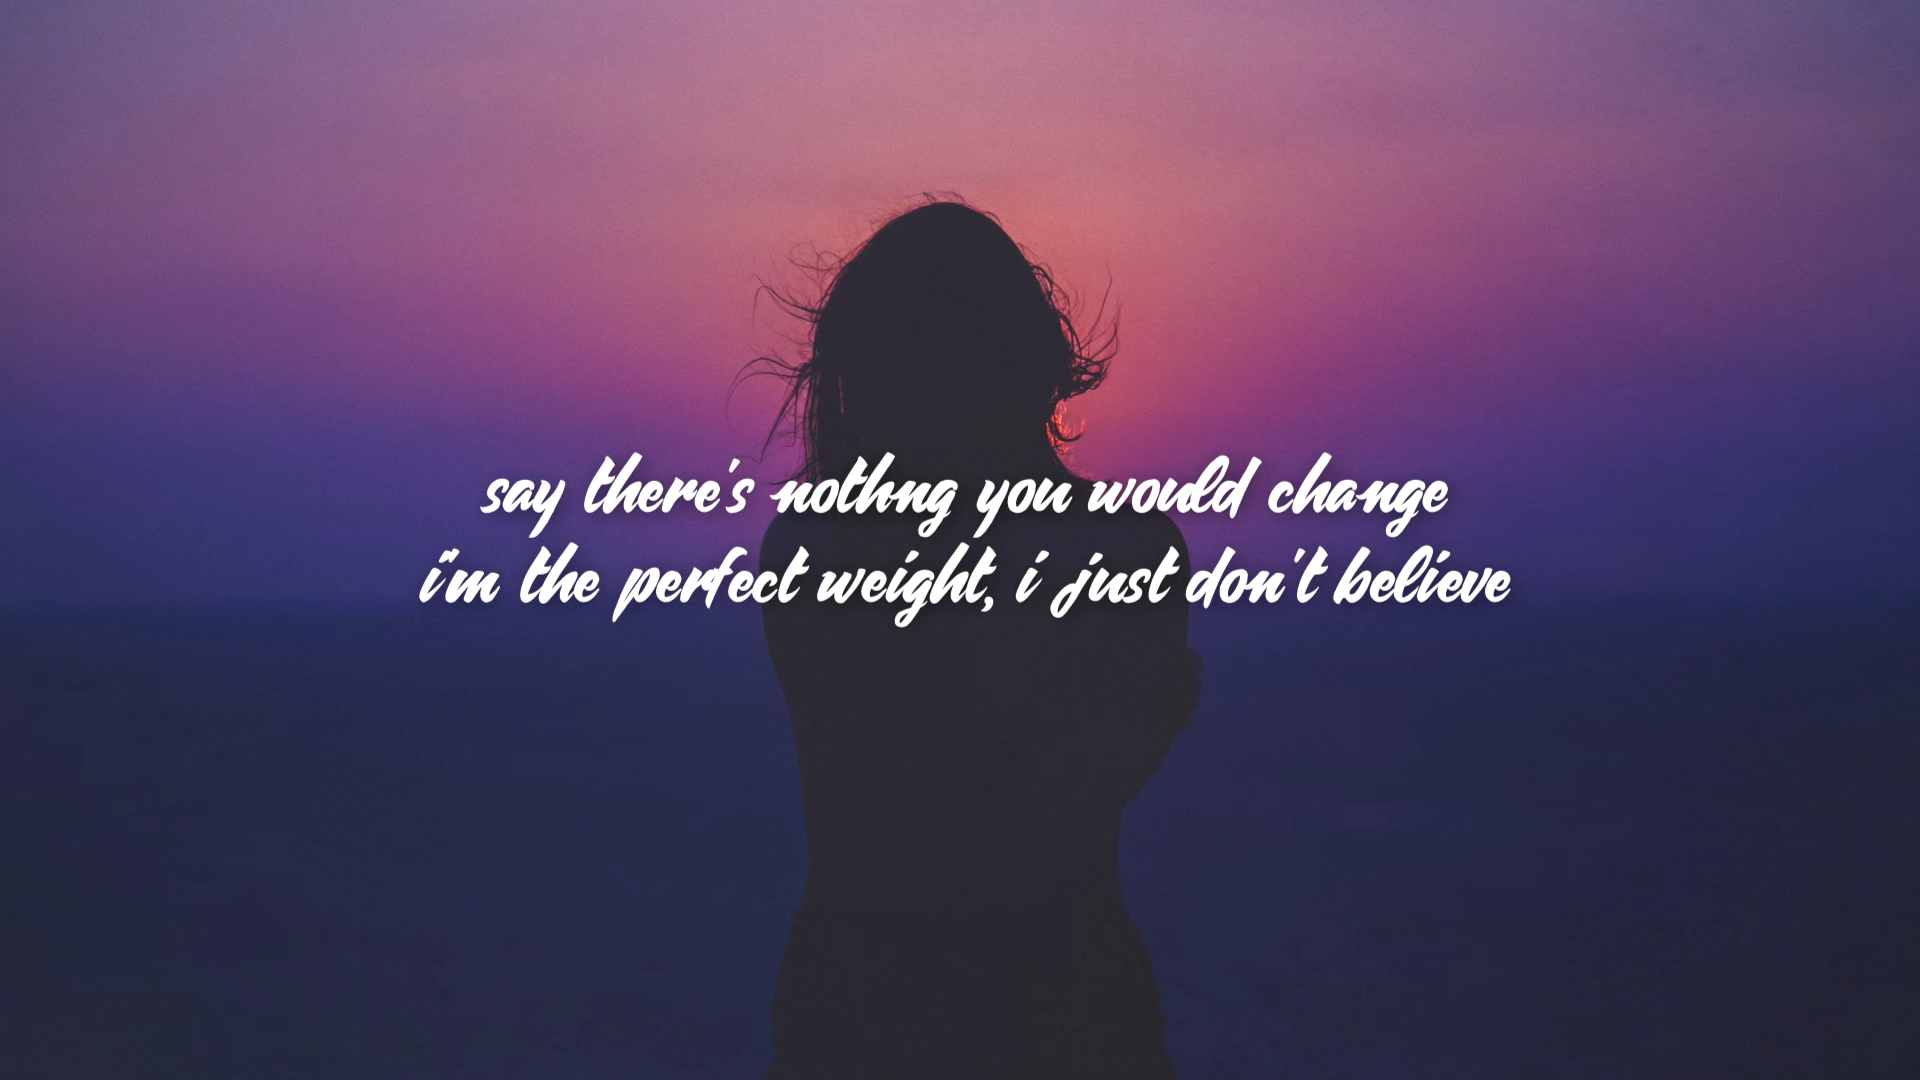 say there's nothng you would change
i'm the perfect weight, i just don't believe